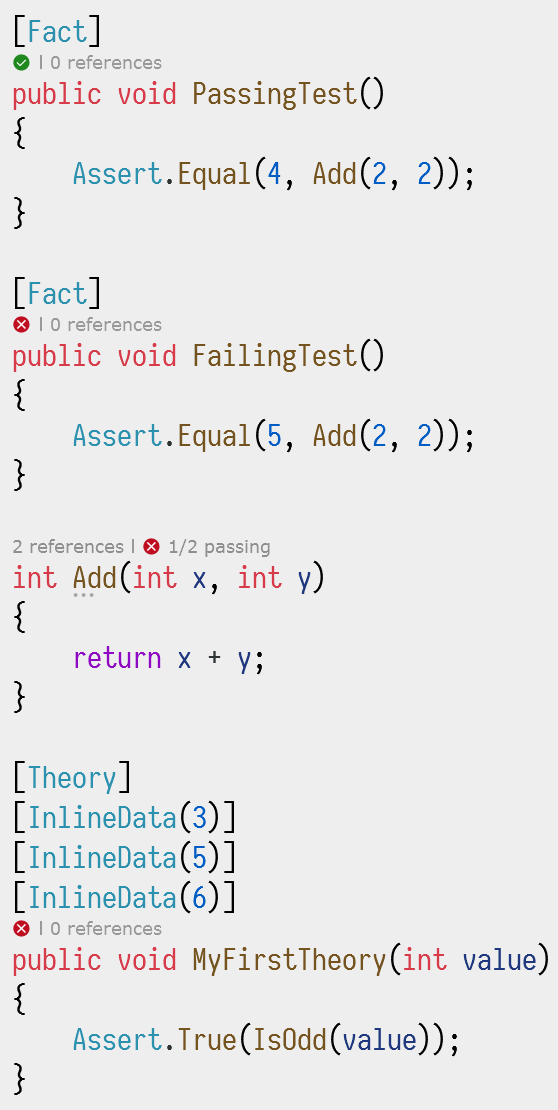 [Fact]
| 0 references
public void PassingTest()
{
    Assert.Equal(4, Add(2, 2));
}
[Fact]
| 0 references
public void FailingTest()
{
    Assert.Equal(5, Add(2, 2));
}
2 references | 1/2 passing
int Add(int x, int y)
{
    return x + y;
}
[Theory]
[InlineData(3)]
[InlineData(5)]
[InlineData(6)]
| 0 references
public void MyFirstTheory(int value)
{
    Assert.True(IsOdd(value));
}